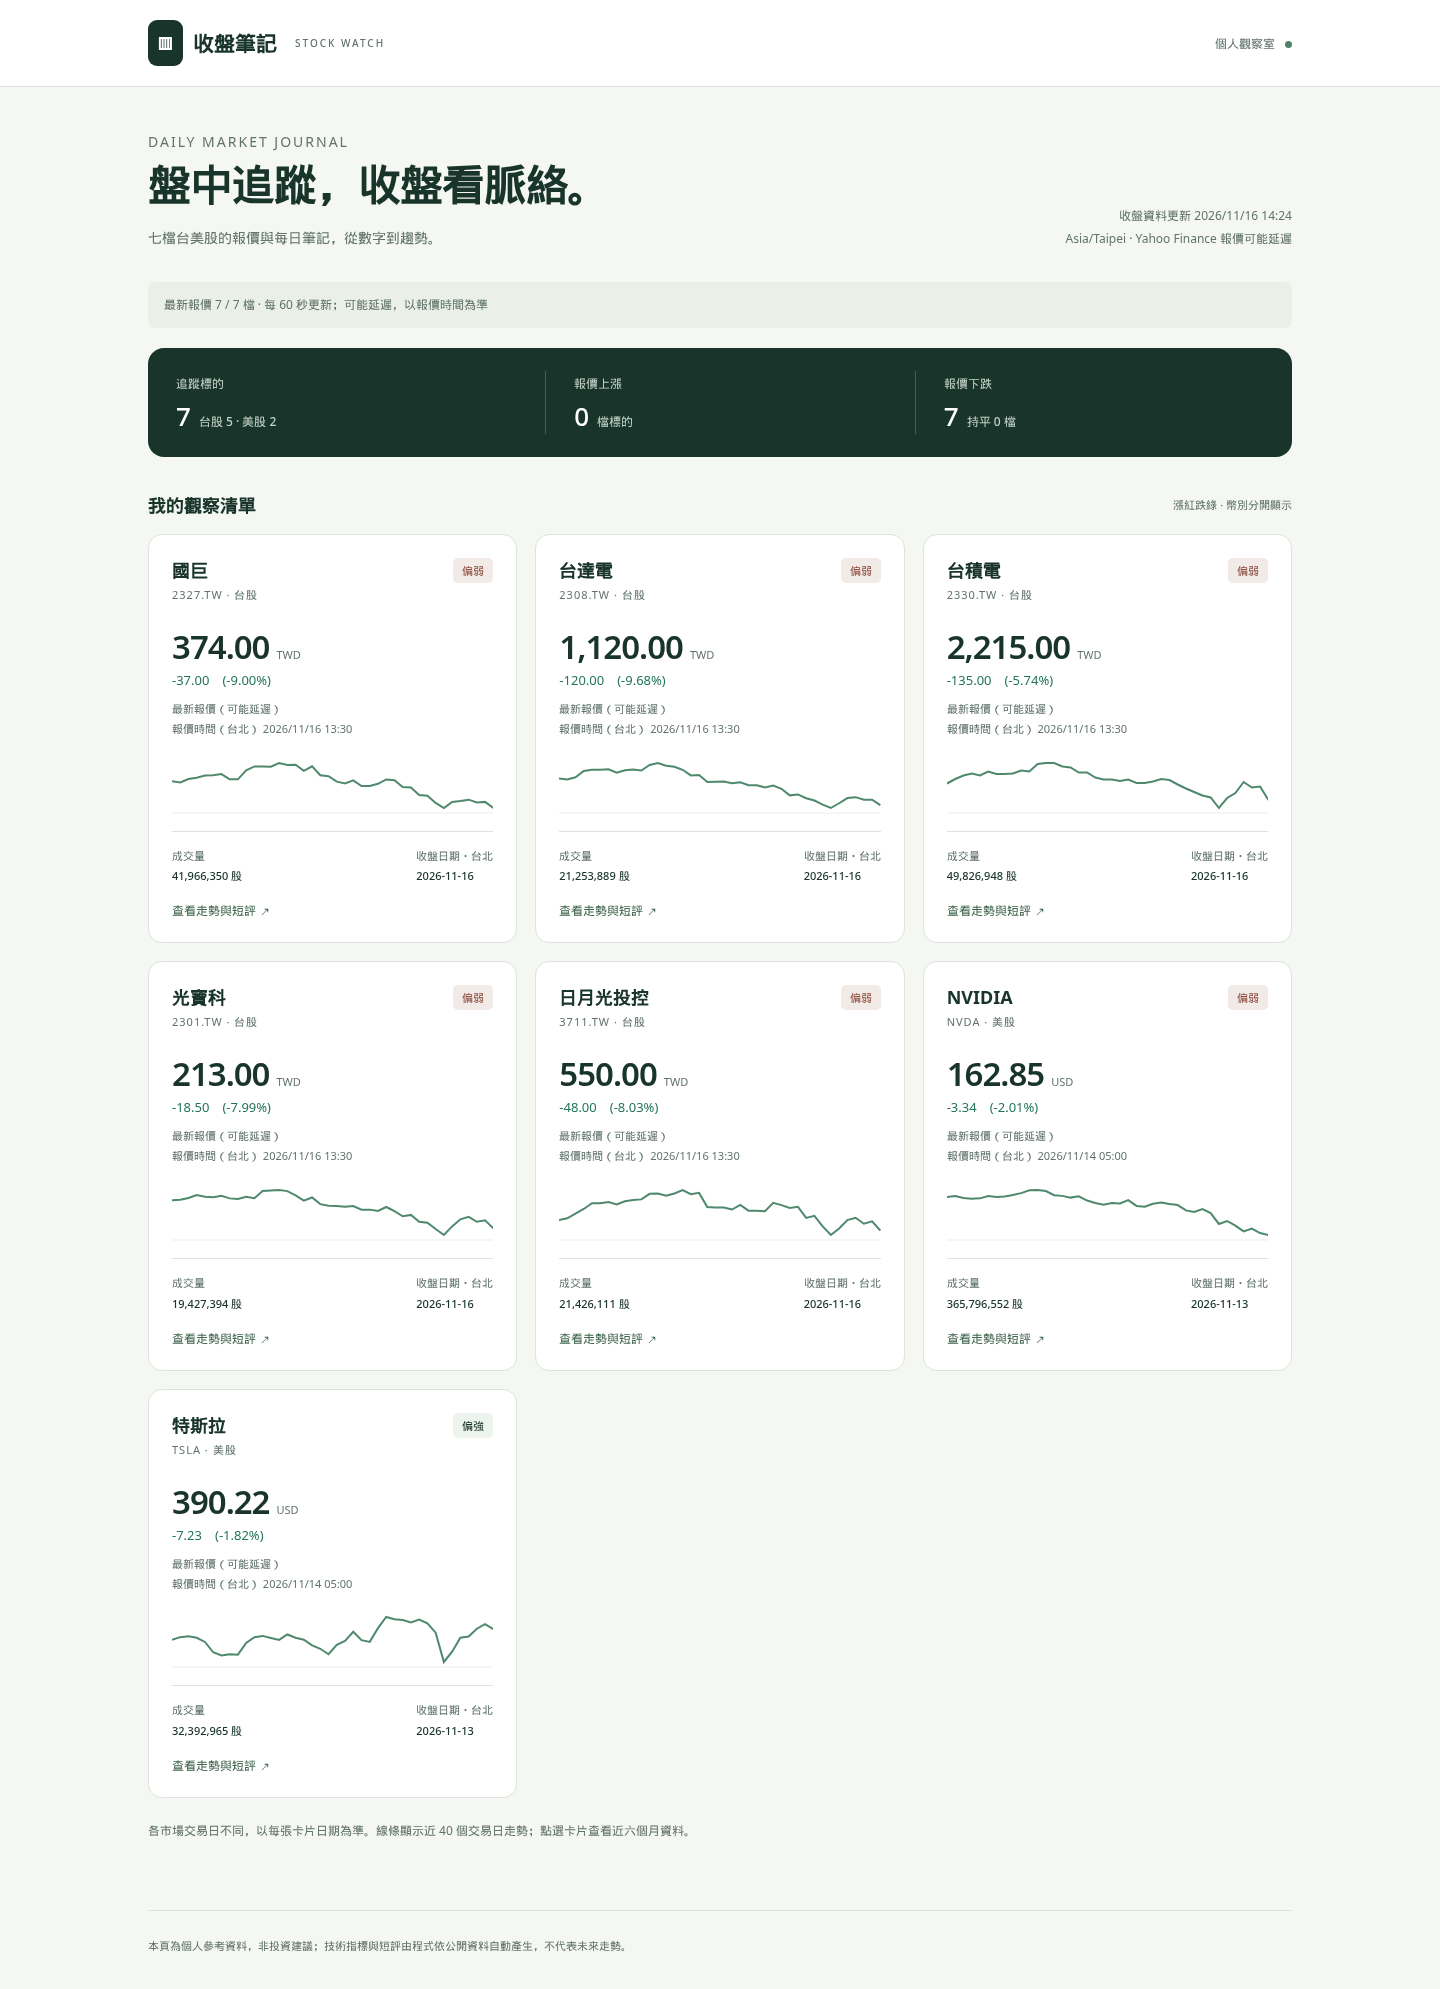 收盤筆記 STOCK WATCH 個人觀察室
DAILY MARKET JOURNAL
盤中追蹤，收盤看脈絡。
七檔台美股的報價與每日筆記，從數字到趨勢。
收盤資料更新 2026/11/16 14:24
Asia/Taipei · Yahoo Finance 報價可能延遲
最新報價 7 / 7 檔 · 每 60 秒更新；可能延遲，以報價時間為準
追蹤標的
7 台股 5 · 美股 2
報價上漲
0 檔標的
報價下跌
7 持平 0 檔
我的觀察清單
漲紅跌綠 · 幣別分開顯示
國巨 偏弱
2327.TW · 台股
374.00 TWD
-37.00 (-9.00%)
最新報價（可能延遲）
報價時間（台北） 2026/11/16 13:30
成交量 收盤日期・台北
41,966,350 股 2026-11-16
查看走勢與短評 ↗
台達電 偏弱
2308.TW · 台股
1,120.00 TWD
-120.00 (-9.68%)
最新報價（可能延遲）
報價時間（台北） 2026/11/16 13:30
成交量 收盤日期・台北
21,253,889 股 2026-11-16
查看走勢與短評 ↗
台積電 偏弱
2330.TW · 台股
2,215.00 TWD
-135.00 (-5.74%)
最新報價（可能延遲）
報價時間（台北） 2026/11/16 13:30
成交量 收盤日期・台北
49,826,948 股 2026-11-16
查看走勢與短評 ↗
光寶科 偏弱
2301.TW · 台股
213.00 TWD
-18.50 (-7.99%)
最新報價（可能延遲）
報價時間（台北） 2026/11/16 13:30
成交量 收盤日期・台北
19,427,394 股 2026-11-16
查看走勢與短評 ↗
日月光投控 偏弱
3711.TW · 台股
550.00 TWD
-48.00 (-8.03%)
最新報價（可能延遲）
報價時間（台北） 2026/11/16 13:30
成交量 收盤日期・台北
21,426,111 股 2026-11-16
查看走勢與短評 ↗
NVIDIA 偏弱
NVDA · 美股
162.85 USD
-3.34 (-2.01%)
最新報價（可能延遲）
報價時間（台北） 2026/11/14 05:00
成交量 收盤日期・台北
365,796,552 股 2026-11-13
查看走勢與短評 ↗
特斯拉 偏強
TSLA · 美股
390.22 USD
-7.23 (-1.82%)
最新報價（可能延遲）
報價時間（台北） 2026/11/14 05:00
成交量 收盤日期・台北
32,392,965 股 2026-11-13
查看走勢與短評 ↗
各市場交易日不同，以每張卡片日期為準。線條顯示近 40 個交易日走勢；點選卡片查看近六個月資料。
本頁為個人參考資料，非投資建議；技術指標與短評由程式依公開資料自動產生，不代表未來走勢。